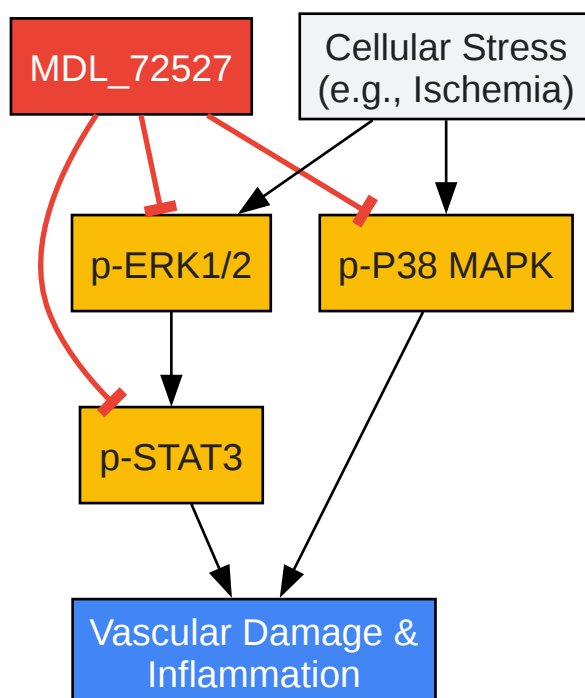 MDL_72527
Cellular Stress
(e.g., Ischemia)
p-ERK1/2
p-P38 MAPK
p-STAT3
Vascular Damage &
Inflammation